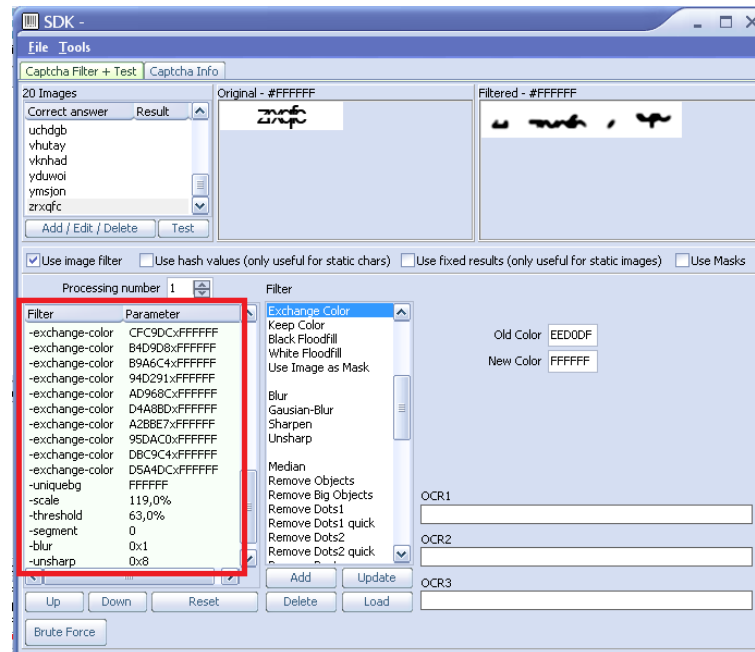 SDK -
File Tools
Captcha Filter + Test Captcha Info
20 Images Original - #FFFFFF Filtered - #FFFFFF
Correct answer Result
zrxqfc
uchdgb
vhutay
vknhad
yduwoi
ymsjon
zrxqfc
Add / Edit / Delete Test
Use image filter Use hash values (only useful for static chars) Use fixed results (only useful for static images) Use Masks
Processing number 1 Filter
Filter Parameter
-exchange-color CFC9DCxFFFFFF
-exchange-color B4D9D8xFFFFFF
-exchange-color B9A6C4xFFFFFF
-exchange-color 94D291xFFFFFF
-exchange-color AD968CxFFFFFF
-exchange-color D4A8BDxFFFFFF
-exchange-color A2BBE7xFFFFFF
-exchange-color 95DAC0xFFFFFF
-exchange-color DBC9C4xFFFFFF
-exchange-color D5A4DCxFFFFFF
-uniquebg FFFFFF
-scale 119,0%
-threshold 63,0%
-segment 0
-blur 0x1
-unsharp 0x8
Exchange Color
Keep Color
Black Floodfill
White Floodfill
Use Image as Mask
Blur
Gausian-Blur
Sharpen
Unsharp
Median
Remove Objects
Remove Big Objects
Remove Dots1
Remove Dots1 quick
Remove Dots2
Remove Dots2 quick
Old Color EED0DF
New Color FFFFFF
OCR1
OCR2
OCR3
Add Update
Up Down Reset Delete Load
Brute Force